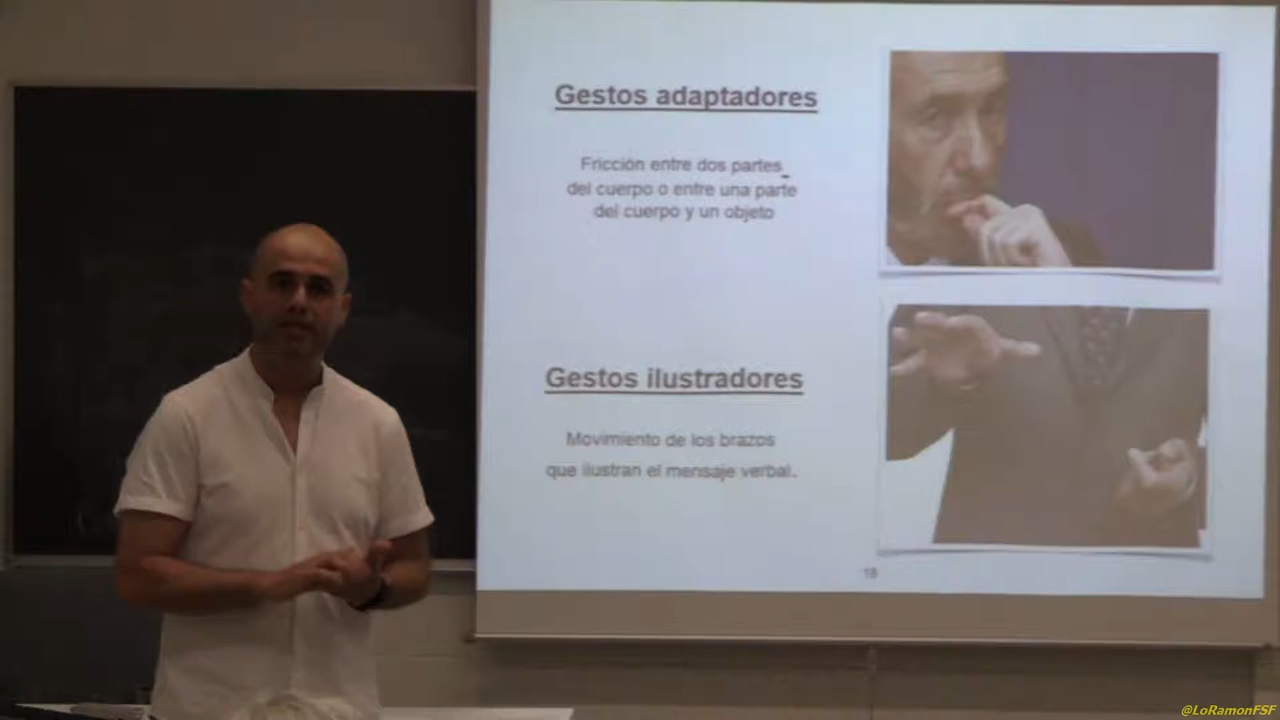 Gestos adaptadores
Fricción entre dos partes
del cuerpo o entre una parte
del cuerpo y un objeto
Gestos ilustradores
Movimiento de los brazos
que ilustran el mensaje verbal.
18
@LoRamonFSF